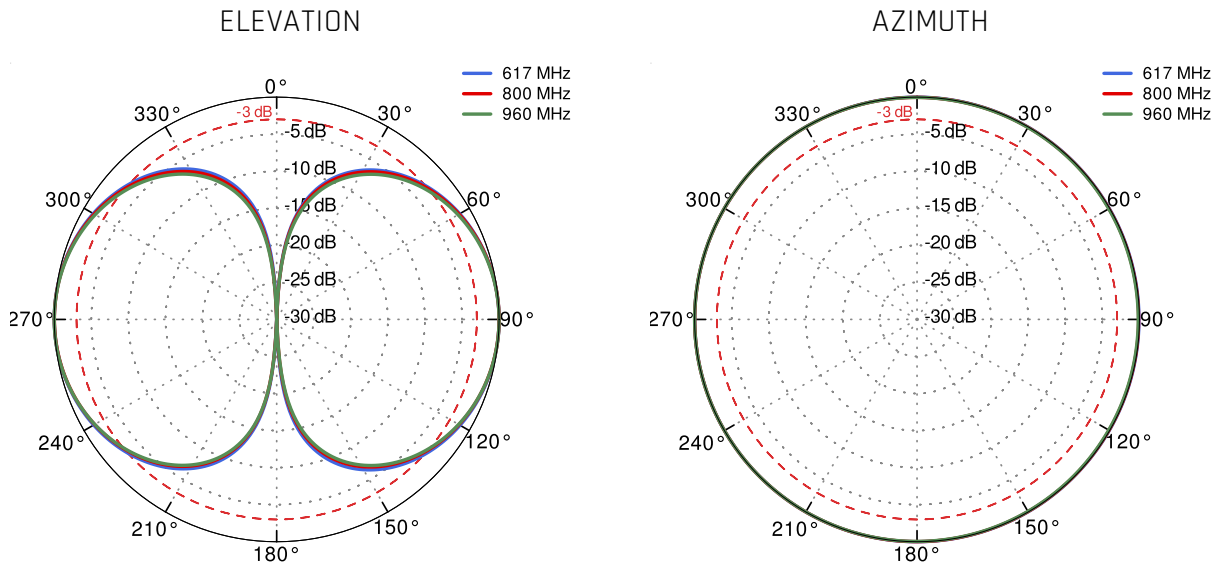 ELEVATION
617 MHz
800 MHz
960 MHz
0°
30°
60°
90°
120°
150°
180°
210°
240°
270°
300°
330°
-3 dB
-5 dB
-10 dB
-15 dB
-20 dB
-25 dB
-30 dB
AZIMUTH
617 MHz
800 MHz
960 MHz
0°
30°
60°
90°
120°
150°
180°
210°
240°
270°
300°
330°
-3 dB
-5 dB
-10 dB
-15 dB
-20 dB
-25 dB
-30 dB